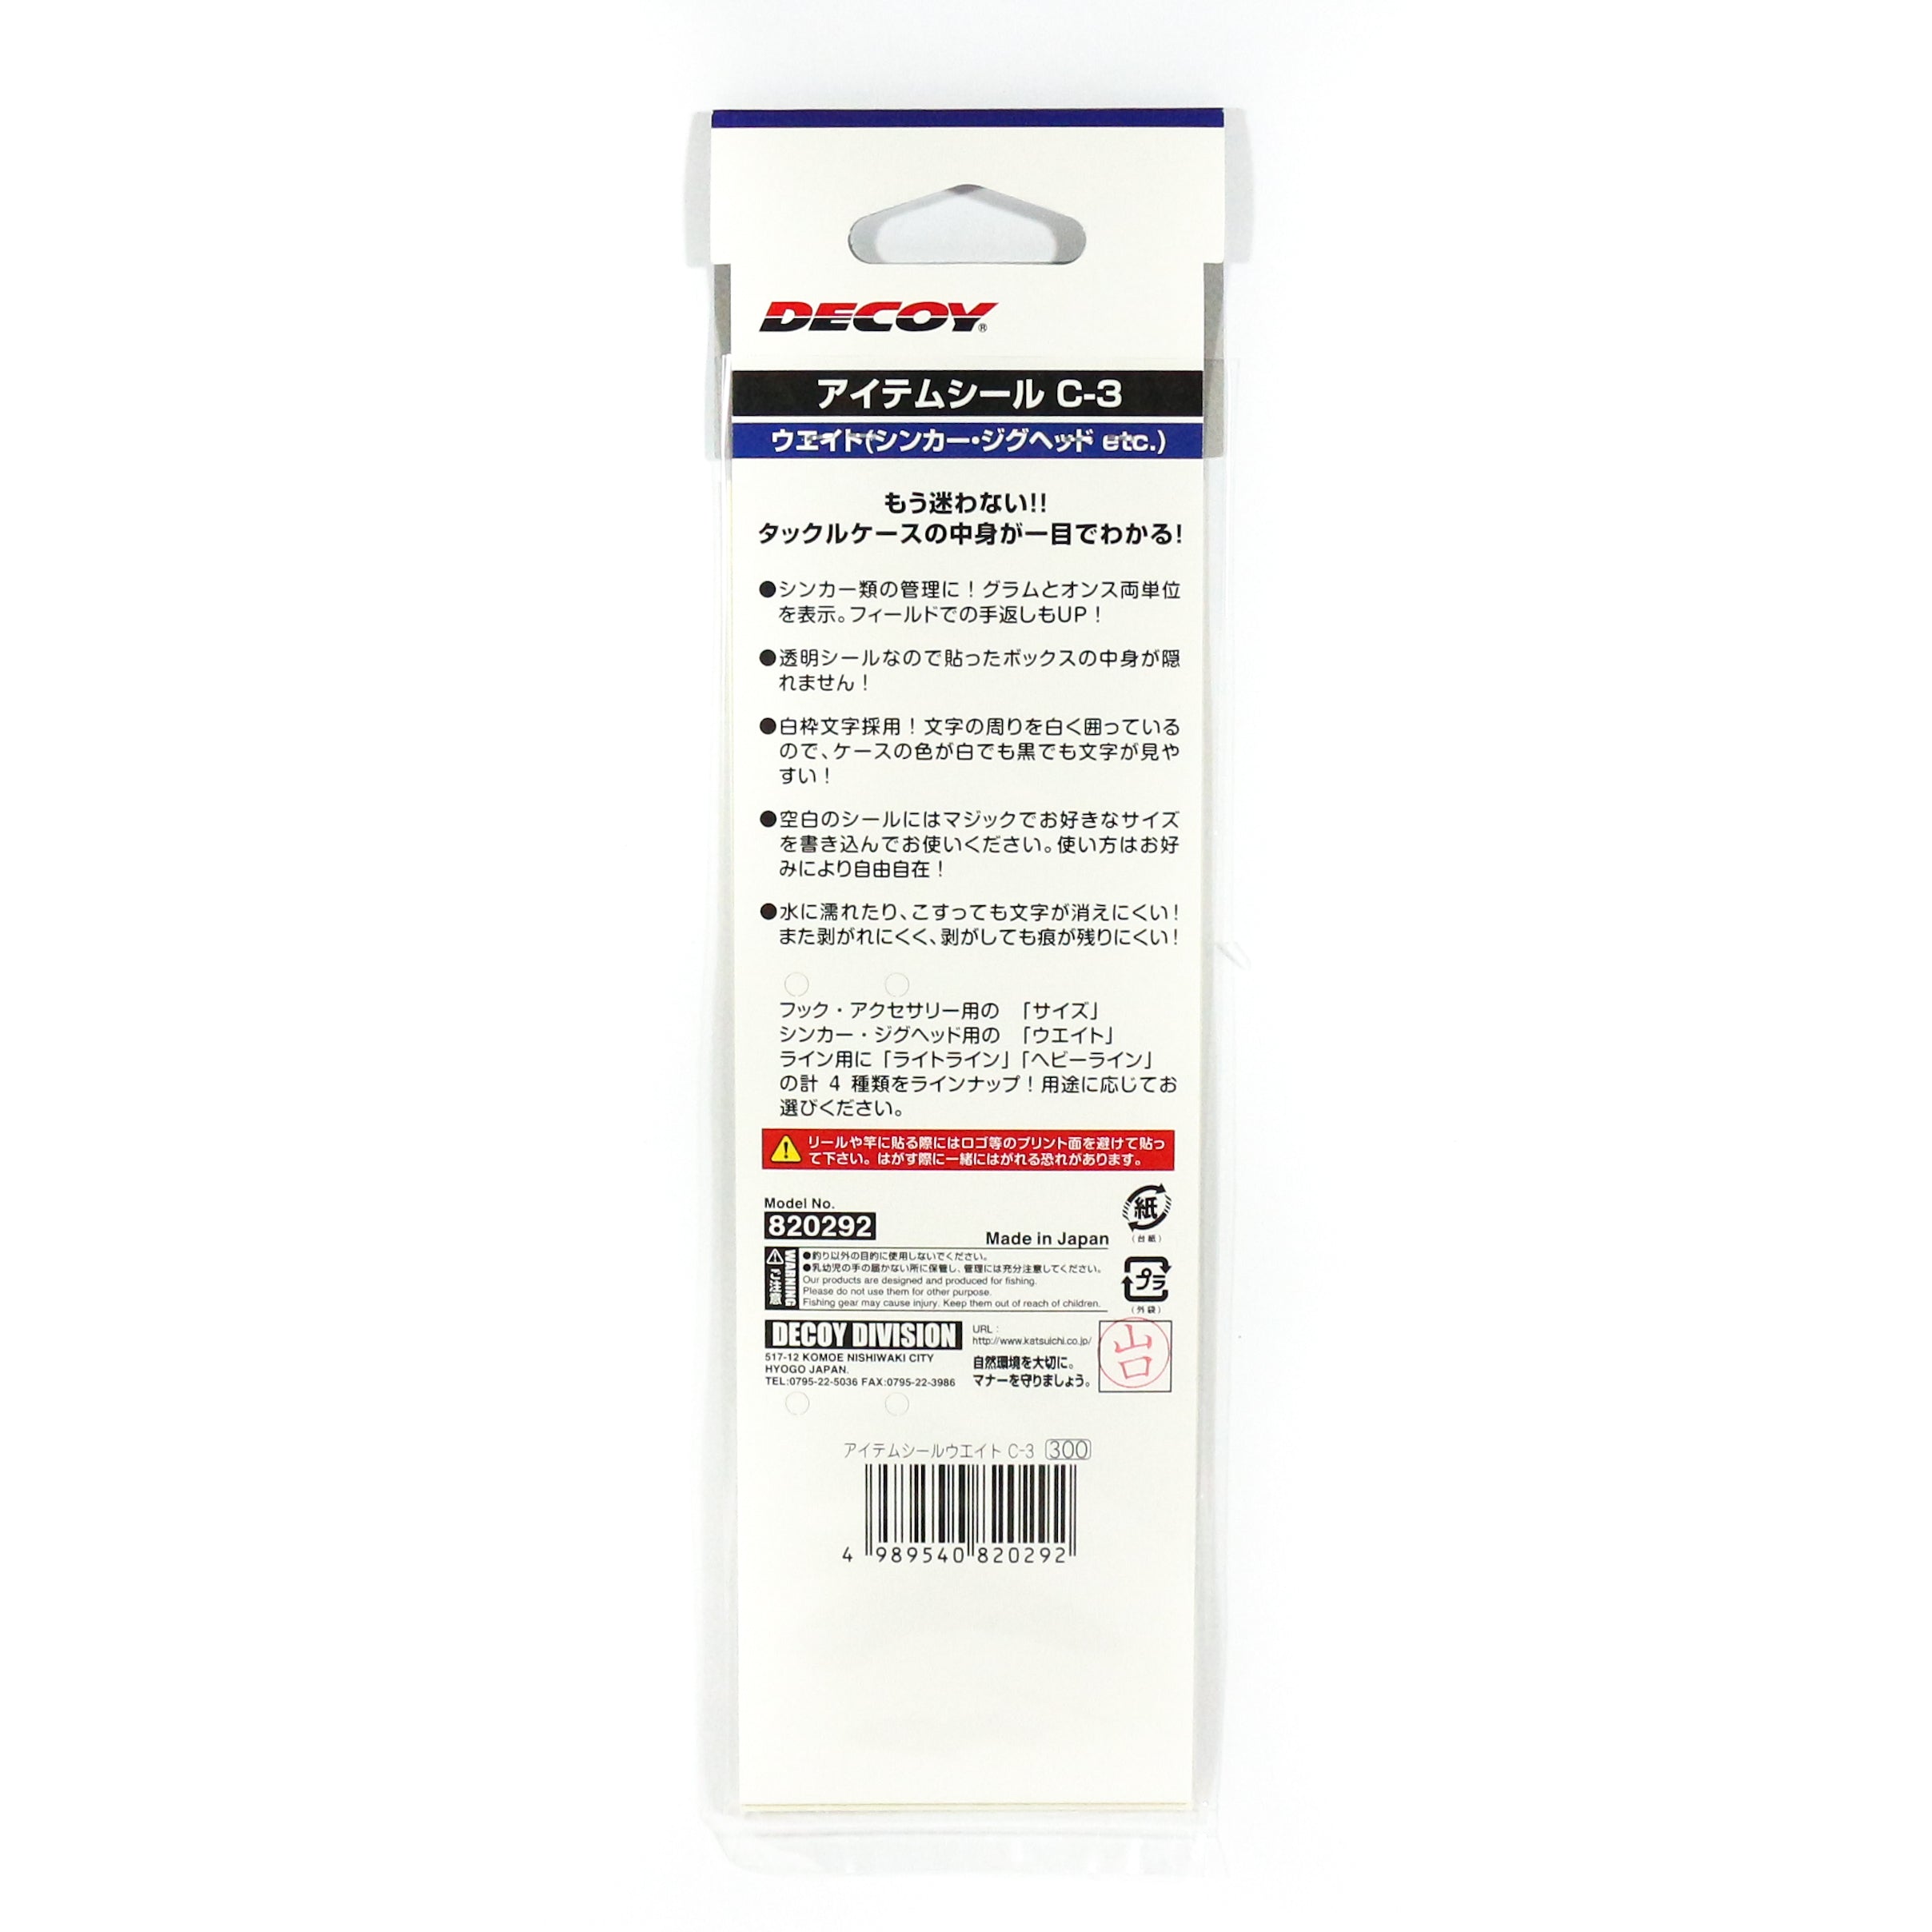 DECOY®
アイテムシール C-3
ウエイト(シンカー・ジグヘッド etc.)
もう迷わない!!
タックルケースの中身が一目でわかる!
●シンカー類の管理に！グラムとオンス両単位
を表示。フィールドでの手返しもUP！
●透明シールなので貼ったボックスの中身が隠
れません！
●白枠文字採用！文字の周りを白く囲っている
ので、ケースの色が白でも黒でも文字が見や
すい！
●空白のシールにはマジックでお好きなサイズ
を書き込んでお使いください。使い方はお好
みにより自由自在！
●水に濡れたり、こすっても文字が消えにくい！
また剥がれにくく、剥がしても痕が残りにくい！
フック・アクセサリー用の 「サイズ」
シンカー・ジグヘッド用の 「ウエイト」
ライン用に「ライトライン」「ヘビーライン」
の計 4 種類をラインナップ！用途に応じてお
選びください。
リールや竿に貼る際にはロゴ等のプリント面を避けて貼っ
て下さい。はがす際に一緒にはがれる恐れがあります。
Model No.
820292
Made in Japan
紙
(台紙)
プラ
(外袋)
WARNING
ご注意
●釣り以外の目的に使用しないでください。
●乳幼児の手の届かない所に保管し、管理には充分注意してください。
Our products are designed and produced for fishing.
Please do not use them for other purpose.
Fishing gear may cause injury. Keep them out of reach of children.
DECOY DIVISION
517-12 KOMOE NISHIWAKI CITY
HYOGO JAPAN.
TEL:0795-22-5036 FAX:0795-22-3986
URL：
http://www.katsuichi.co.jp/
自然環境を大切に。
マナーを守りましょう。
山口
アイテムシールウエイト C-3 300
4 989540 820292